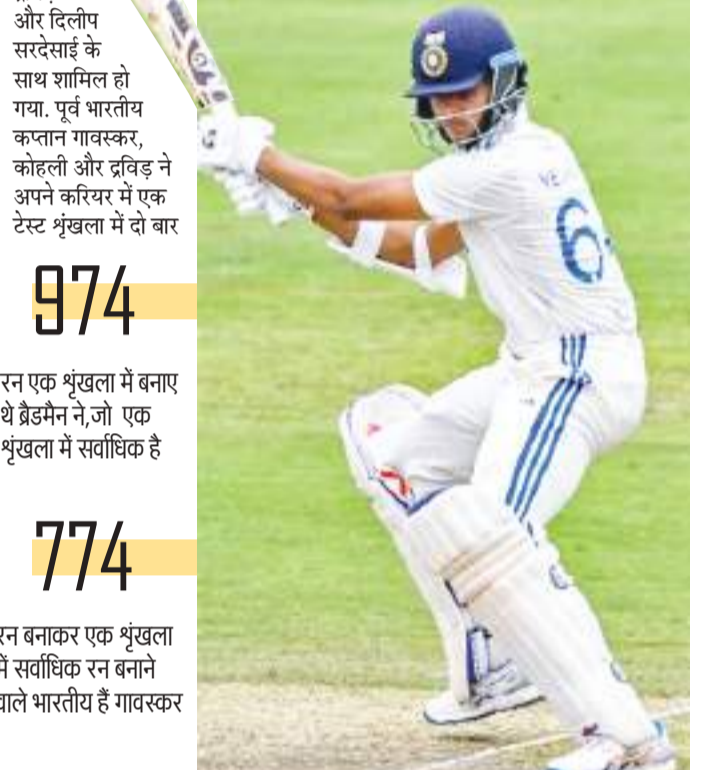 और दिलीप
सरदेसाई के
साथ शामिल हो
गया. पूर्व भारतीय
कप्तान गावस्कर,
कोहली और द्रविड़ ने
अपने करियर में एक
टेस्ट शृंखला में दो बार
974
रन एक शृंखला में बनाए
थे ब्रैडमैन ने,जो एक
शृंखला में सर्वाधिक है
774
रन बनाकर एक शृंखला
में सर्वाधिक रन बनाने
वाले भारतीय हैं गावस्कर
6